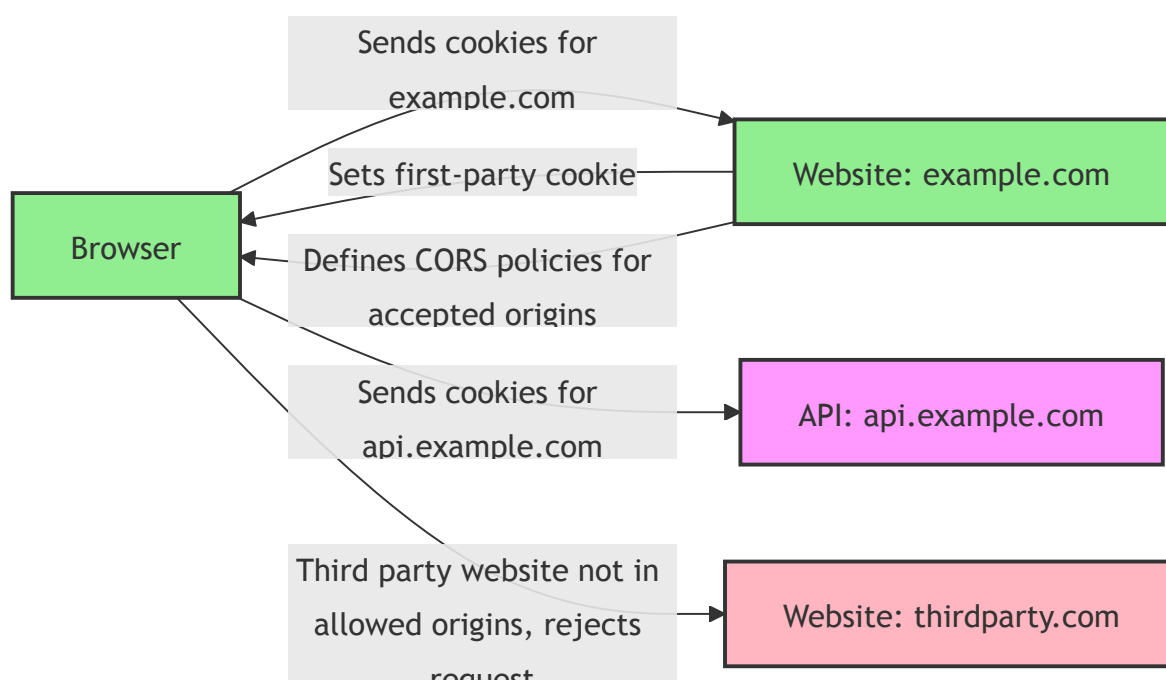 Sends cookies for
example.com
Sets first-party cookie
Website: example.com
Browser
Defines CORS policies for
accepted origins
Sends cookies for
api.example.com
API: api.example.com
Third party website not in
allowed origins, rejects
request
Website: thirdparty.com